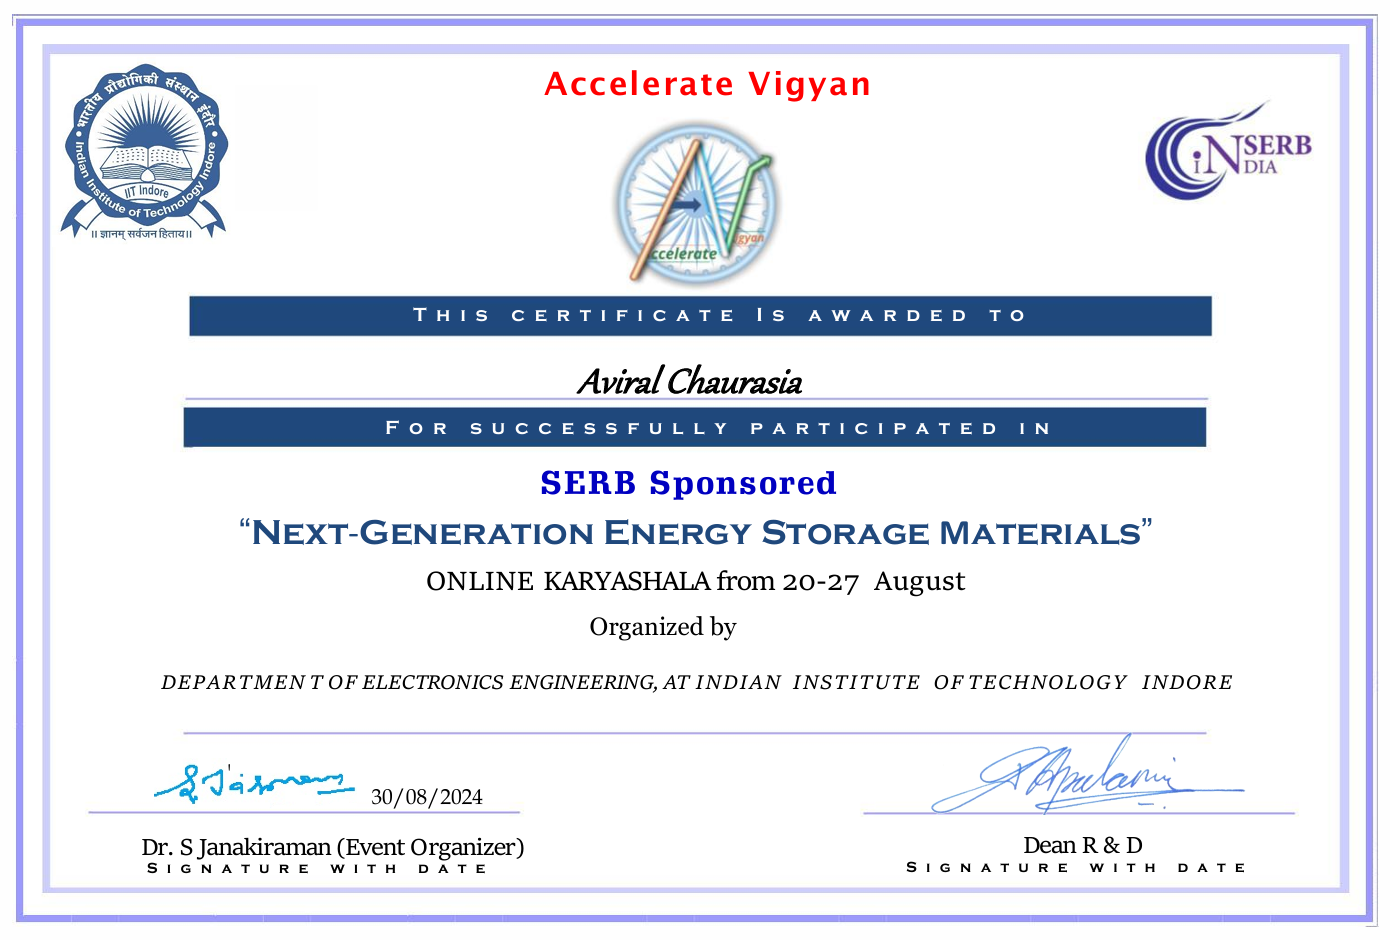 Accelerate Vigyan
भारतीय प्रौद्योगिकी संस्थान इंदौर
Indian Institute of Technology Indore
IIT Indore
॥ ज्ञानम् सर्वजन हिताय॥
ccelerate
igyan
iNSERB
DIA
THIS CERTIFICATE IS AWARDED TO
Aviral Chaurasia
FOR SUCCESSFULLY PARTICIPATED IN
SERB Sponsored
“NEXT-GENERATION ENERGY STORAGE MATERIALS”
ONLINE KARYASHALA from 20-27 August
Organized by
DEPARTMENT OF ELECTRONICS ENGINEERING, AT INDIAN INSTITUTE OF TECHNOLOGY INDORE
30/08/2024
Dr. S Janakiraman (Event Organizer)
SIGNATURE WITH DATE
Dean R & D
SIGNATURE WITH DATE